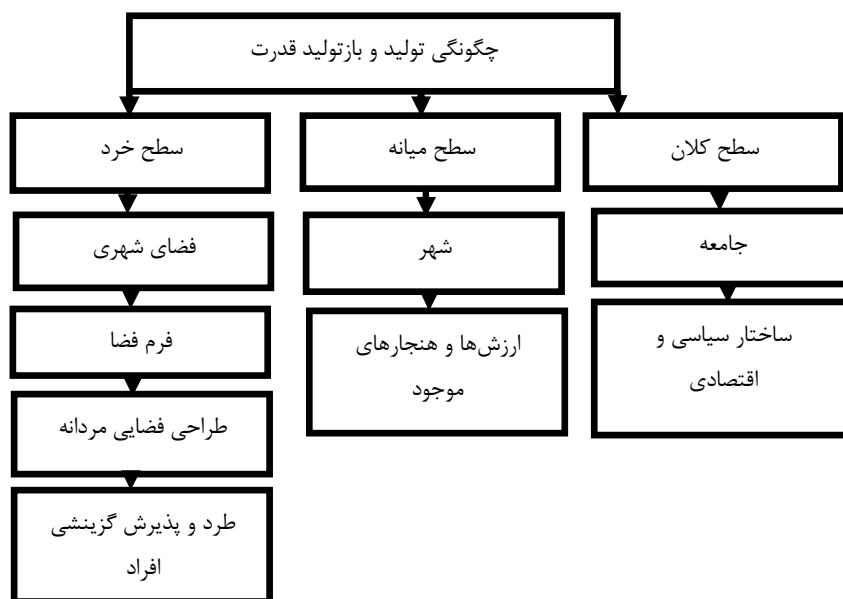 چگونگی تولید و بازتولید قدرت
سطح کلان
سطح میانه
سطح خرد
جامعه
شهر
فضای شهری
ساختار سیاسی و
اقتصادی
ارزش‌ها و هنجارهای
موجود
فرم فضا
طراحی فضایی مردانه
طرد و پذیرش گزینشی
افراد